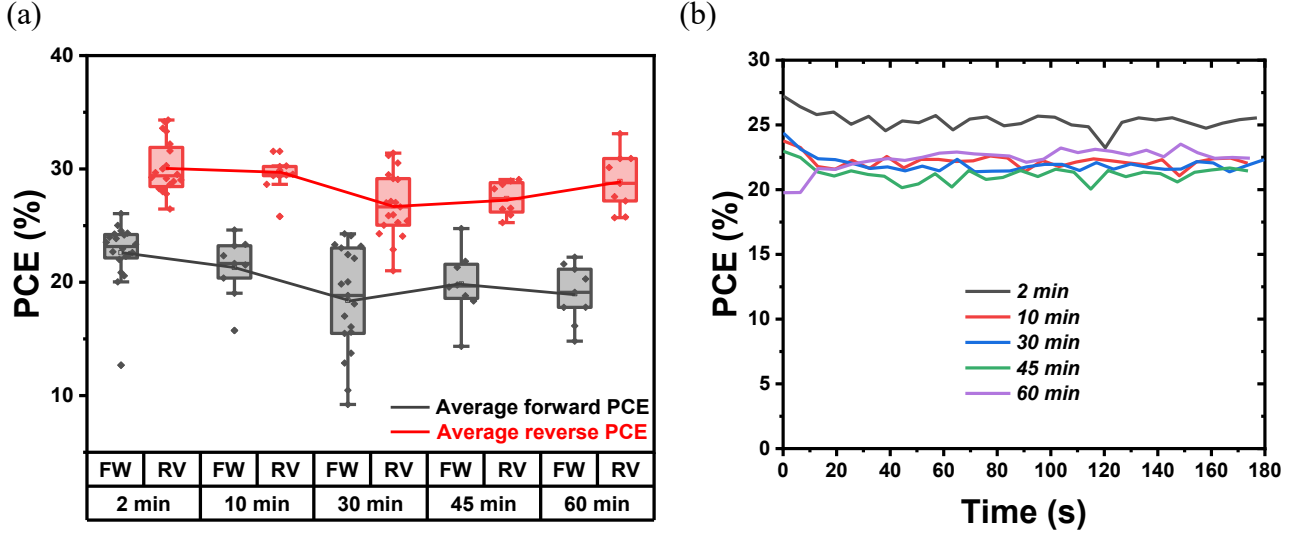 (a)
PCE (%)
40
30
20
10
Average forward PCE
Average reverse PCE
FW RV FW RV FW RV FW RV FW RV
2 min 10 min 30 min 45 min 60 min
(b)
PCE (%)
30
25
20
15
10
5
0
2 min
10 min
30 min
45 min
60 min
0 20 40 60 80 100 120 140 160 180
Time (s)